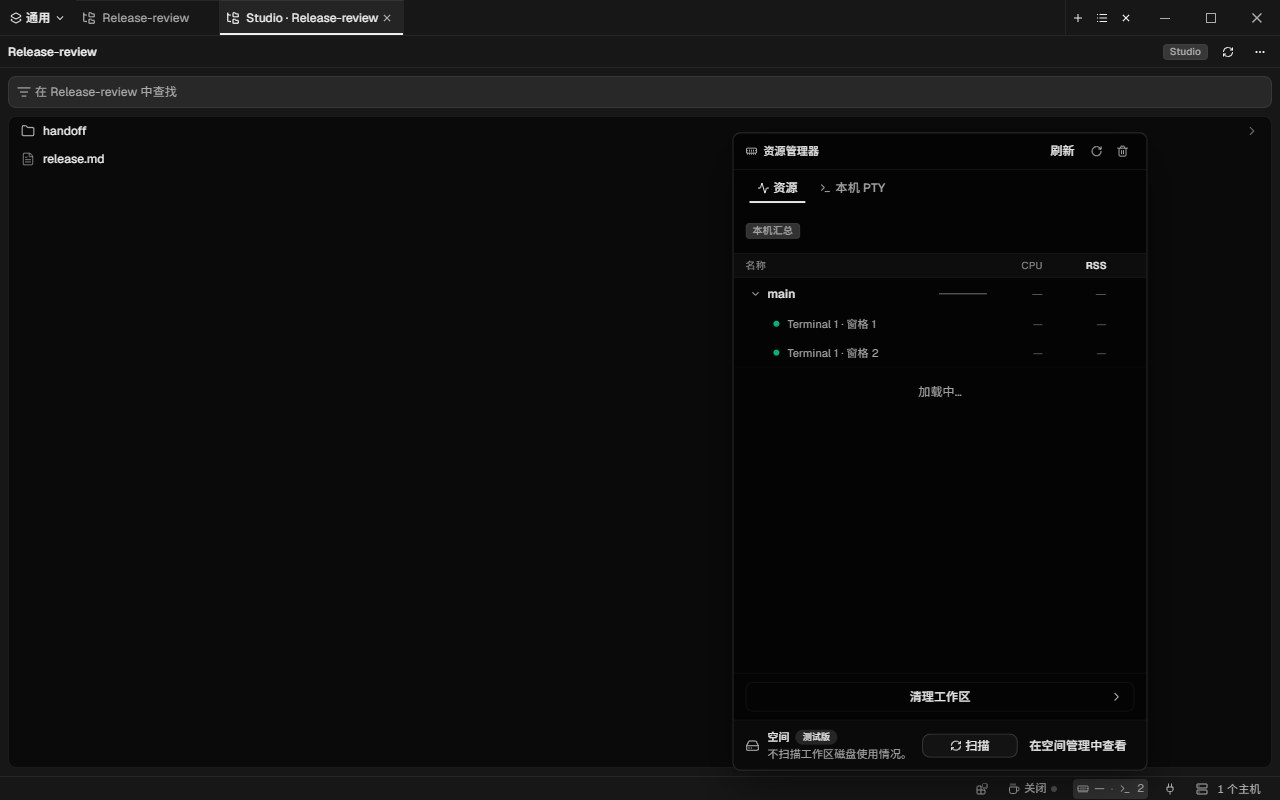 通用
Release-review
Studio · Release-review
Release-review
Studio
在 Release-review 中查找
handoff
release.md
资源管理器
刷新
资源
本机 PTY
本机汇总
名称 CPU RSS
main — —
Terminal 1 · 窗格 1 — —
Terminal 1 · 窗格 2 — —
加载中...
清理工作区
空间 测试版
不扫描工作区磁盘使用情况。
扫描
在空间管理中查看
关闭
— · 2
1 个主机